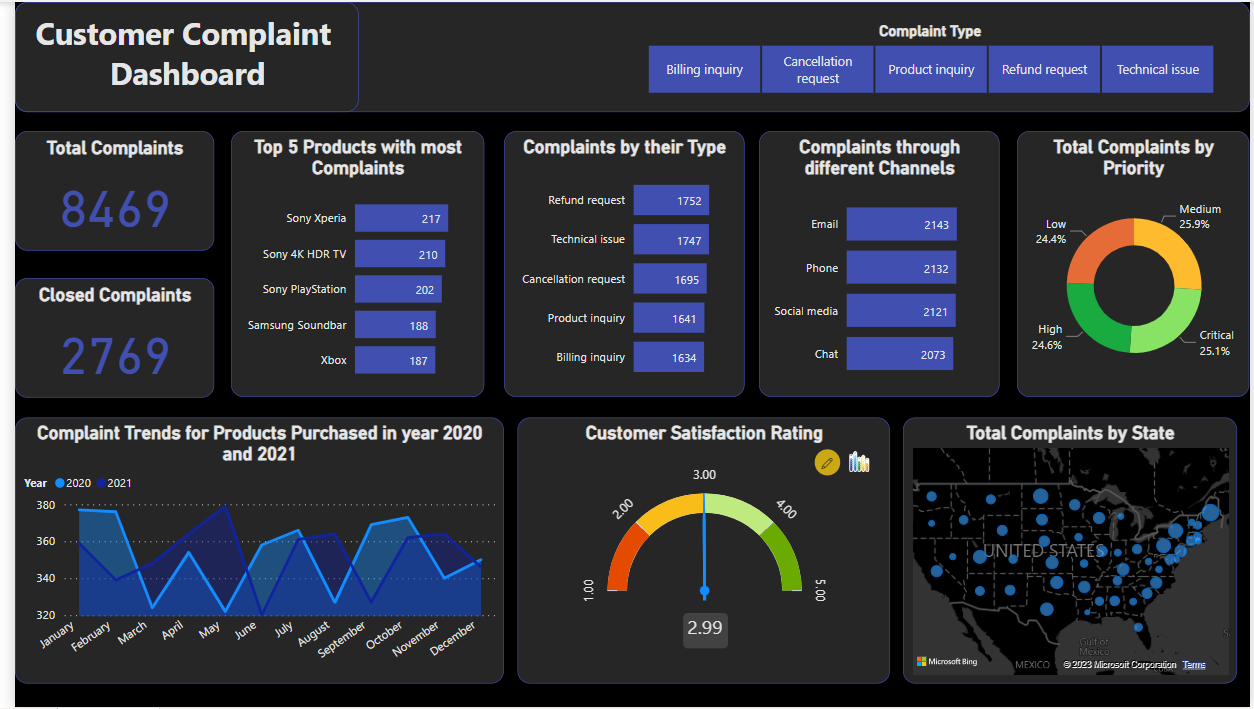 Customer Complaint
Dashboard
Complaint Type
Billing inquiry
Cancellation
request
Product inquiry
Refund request
Technical issue
Total Complaints
8469
Closed Complaints
2769
Top 5 Products with most
Complaints
Sony Xperia 217
Sony 4K HDR TV 210
Sony PlayStation 202
Samsung Soundbar 188
Xbox 187
Complaints by their Type
Refund request 1752
Technical issue 1747
Cancellation request 1695
Product inquiry 1641
Billing inquiry 1634
Complaints through
different Channels
Email 2143
Phone 2132
Social media 2121
Chat 2073
Total Complaints by
Priority
Medium
25.9%
Low
24.4%
High
24.6%
Critical
25.1%
Complaint Trends for Products Purchased in year 2020
and 2021
Year 2020 2021
380
360
340
320
January February March April May June July August September October November December
Customer Satisfaction Rating
1.00
2.00
3.00
4.00
5.00
2.99
Total Complaints by State
UNITED STATES
Gulf of
Mexico
MEXICO
Microsoft Bing
© 2023 Microsoft Corporation Terms